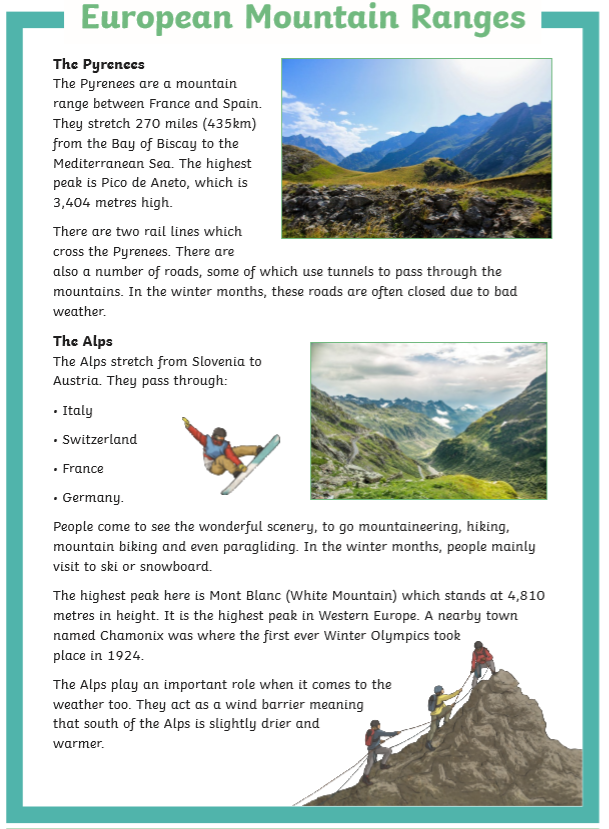 European Mountain Ranges
The Pyrenees
The Pyrenees are a mountain
range between France and Spain.
They stretch 270 miles (435km)
from the Bay of Biscay to the
Mediterranean Sea. The highest
peak is Pico de Aneto, which is
3,404 metres high.
There are two rail lines which
cross the Pyrenees. There are
also a number of roads, some of which use tunnels to pass through the
mountains. In the winter months, these roads are often closed due to bad
weather.
The Alps
The Alps stretch from Slovenia to
Austria. They pass through:
• Italy
• Switzerland
• France
• Germany.
People come to see the wonderful scenery, to go mountaineering, hiking,
mountain biking and even paragliding. In the winter months, people mainly
visit to ski or snowboard.
The highest peak here is Mont Blanc (White Mountain) which stands at 4,810
metres in height. It is the highest peak in Western Europe. A nearby town
named Chamonix was where the first ever Winter Olympics took
place in 1924.
The Alps play an important role when it comes to the
weather too. They act as a wind barrier meaning
that south of the Alps is slightly drier and
warmer.